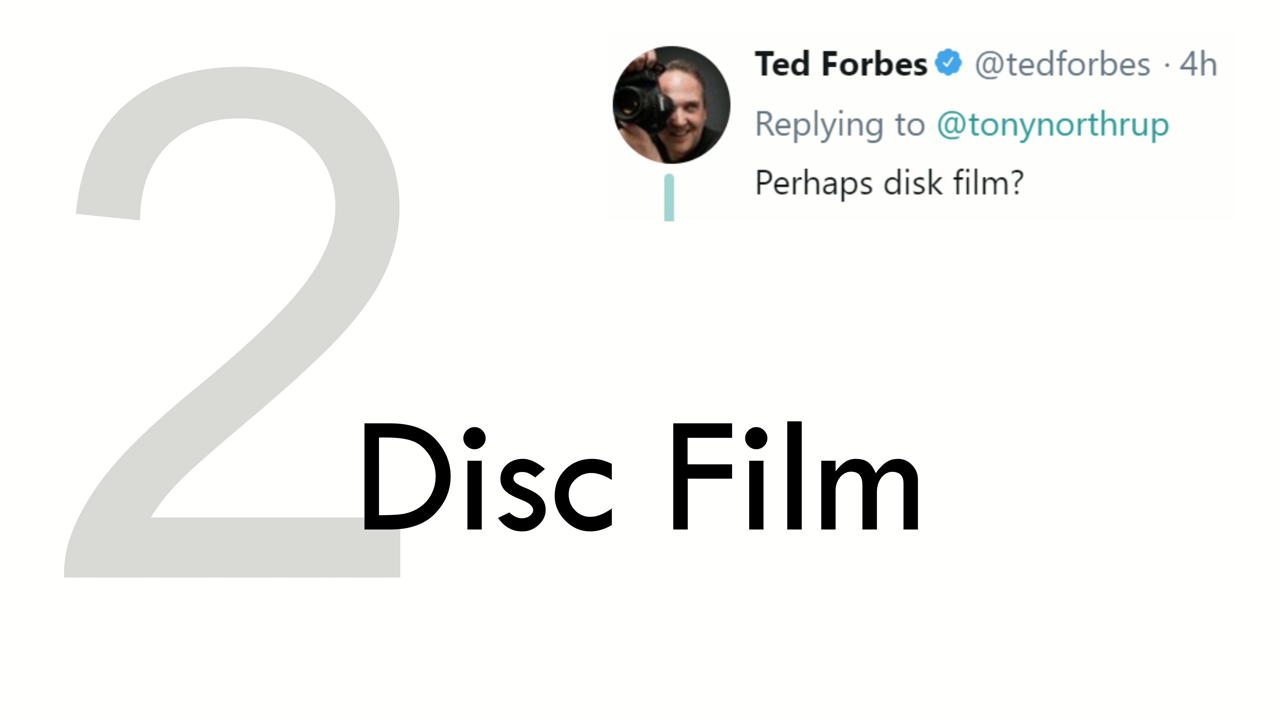 2
Ted Forbes @tedforbes · 4h
Replying to @tonynorthrup
Perhaps disk film?
Disc Film